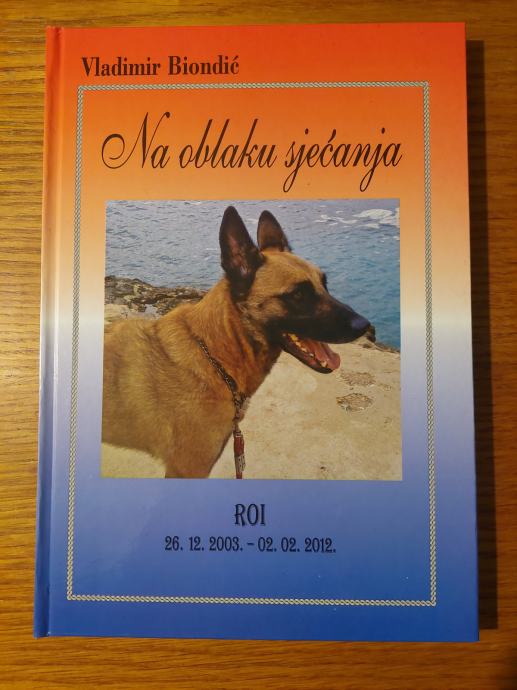 Vladimir Biondić
Na oblaku sjećanja
ROI
26. 12. 2003. – 02. 02. 2012.